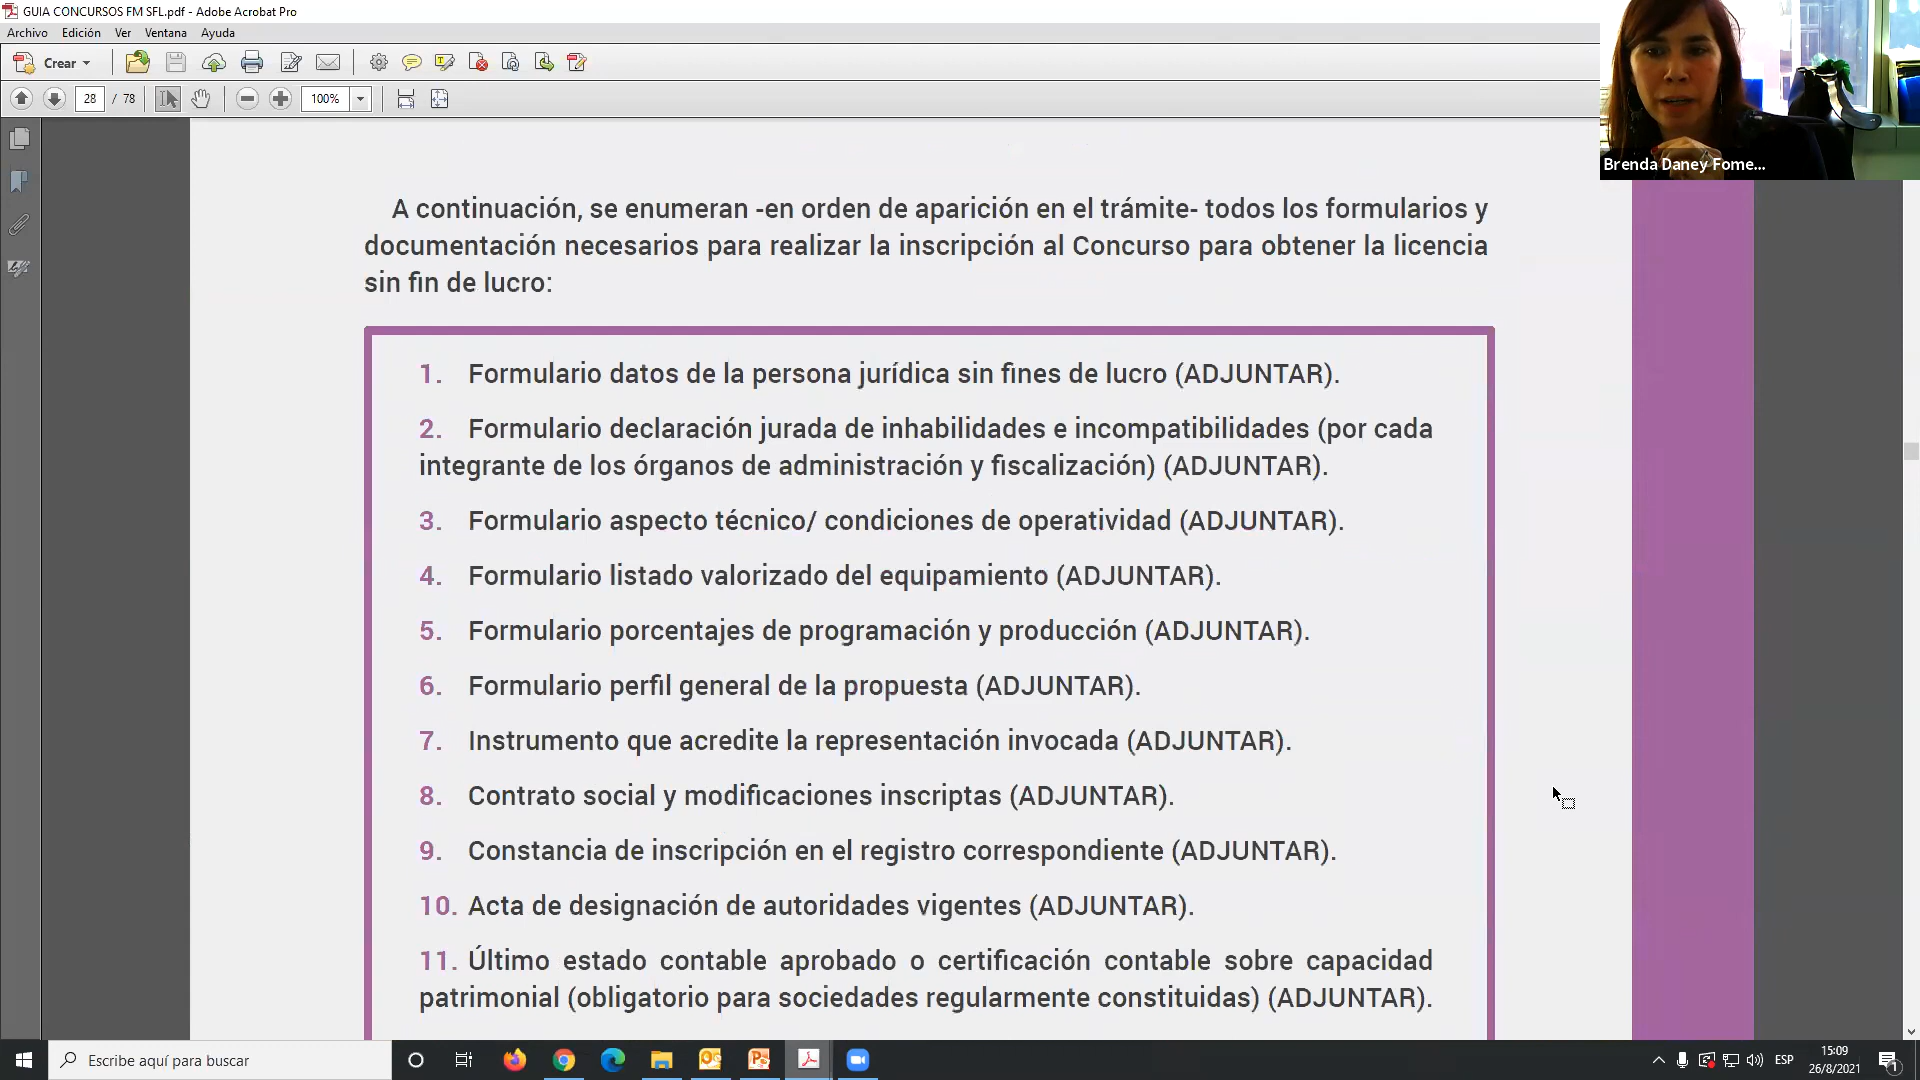 GUIA CONCURSOS FM SFL.pdf - Adobe Acrobat Pro
Archivo Edición Ver Ventana Ayuda
Crear
28 / 78 100%
Brenda Daney Fome...
A continuación, se enumeran -en orden de aparición en el trámite- todos los formularios y
documentación necesarios para realizar la inscripción al Concurso para obtener la licencia
sin fin de lucro:
1. Formulario datos de la persona jurídica sin fines de lucro (ADJUNTAR).
2. Formulario declaración jurada de inhabilidades e incompatibilidades (por cada
integrante de los órganos de administración y fiscalización) (ADJUNTAR).
3. Formulario aspecto técnico/ condiciones de operatividad (ADJUNTAR).
4. Formulario listado valorizado del equipamiento (ADJUNTAR).
5. Formulario porcentajes de programación y producción (ADJUNTAR).
6. Formulario perfil general de la propuesta (ADJUNTAR).
7. Instrumento que acredite la representación invocada (ADJUNTAR).
8. Contrato social y modificaciones inscriptas (ADJUNTAR).
9. Constancia de inscripción en el registro correspondiente (ADJUNTAR).
10. Acta de designación de autoridades vigentes (ADJUNTAR).
11. Último estado contable aprobado o certificación contable sobre capacidad
patrimonial (obligatorio para sociedades regularmente constituidas) (ADJUNTAR).
Escribe aquí para buscar
ESP
15:09
26/8/2021
1